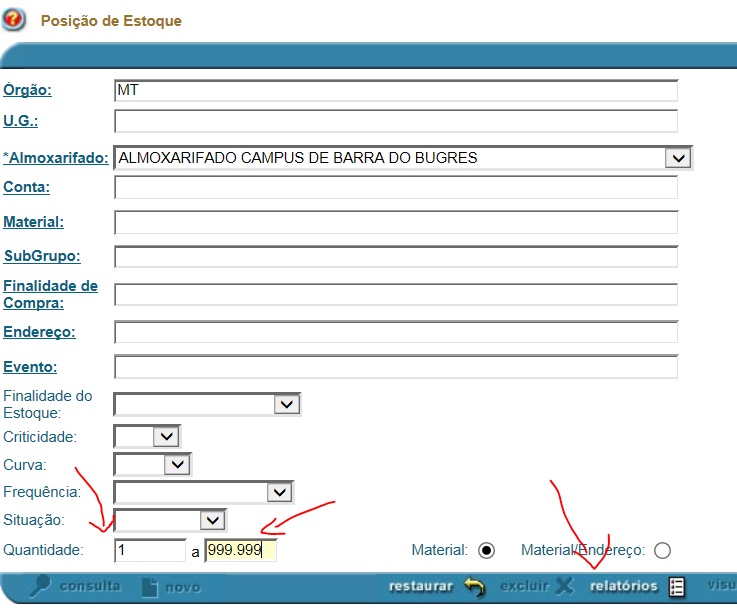 Posição de Estoque
Órgão: MT
U.G.:
*Almoxarifado: ALMOXARIFADO CAMPUS DE BARRA DO BUGRES
Conta:
Material:
SubGrupo:
Finalidade de
Compra:
Endereço:
Evento:
Finalidade do
Estoque:
Criticidade:
Curva:
Frequência:
Situação:
Quantidade: 1 a 999.999 Material: Material/Endereço:
consulta novo restaurar excluir relatórios visu